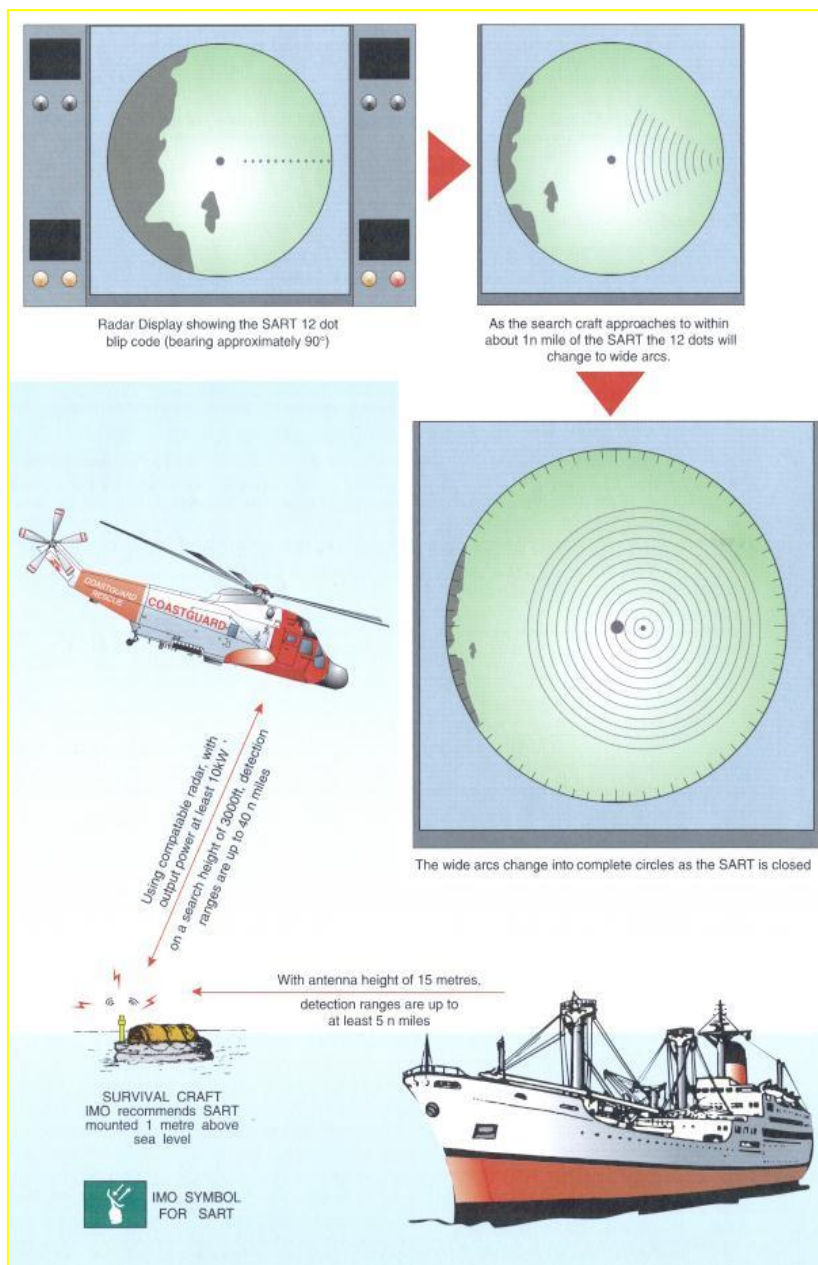 Radar Display showing the SART 12 dot
blip code (bearing approximately 90°)
As the search craft approaches to within
about 1n mile of the SART the 12 dots will
change to wide arcs.
The wide arcs change into complete circles as the SART is closed
COASTGUARD
RESCUE
COASTGUARD
Using compatable radar, with
output power at least 10kW,
on a search height of 3000ft, detection
ranges are up to 40 n miles
With antenna height of 15 metres,
detection ranges are up to
at least 5 n miles
SURVIVAL CRAFT
IMO recommends SART
mounted 1 metre above
sea level
IMO SYMBOL
FOR SART